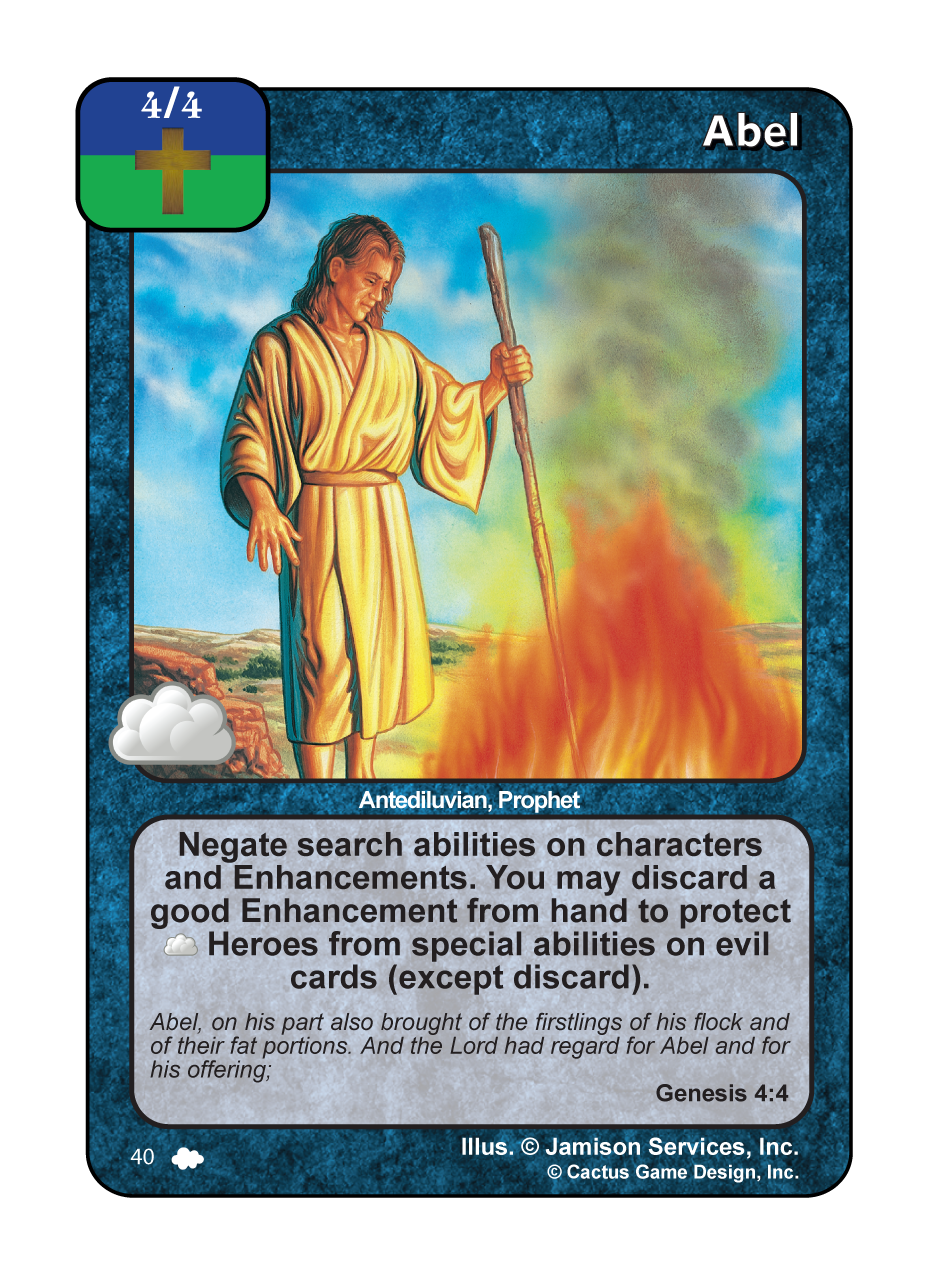 4/4
Abel
Antediluvian, Prophet
Negate search abilities on characters
and Enhancements. You may discard a
good Enhancement from hand to protect
Heroes from special abilities on evil
cards (except discard).
Abel, on his part also brought of the firstlings of his flock and
of their fat portions. And the Lord had regard for Abel and for
his offering;
Genesis 4:4
40
Illus. © Jamison Services, Inc.
© Cactus Game Design, Inc.